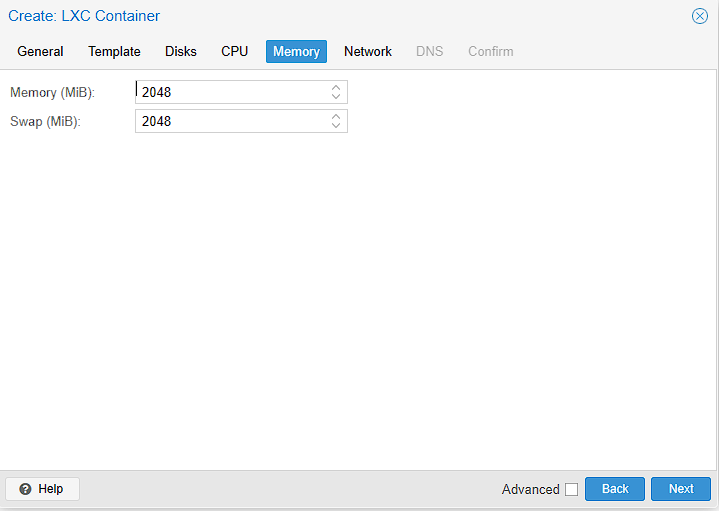 Create: LXC Container
General Template Disks CPU Memory Network DNS Confirm
Memory (MiB): 2048
Swap (MiB): 2048
Help Advanced Back Next